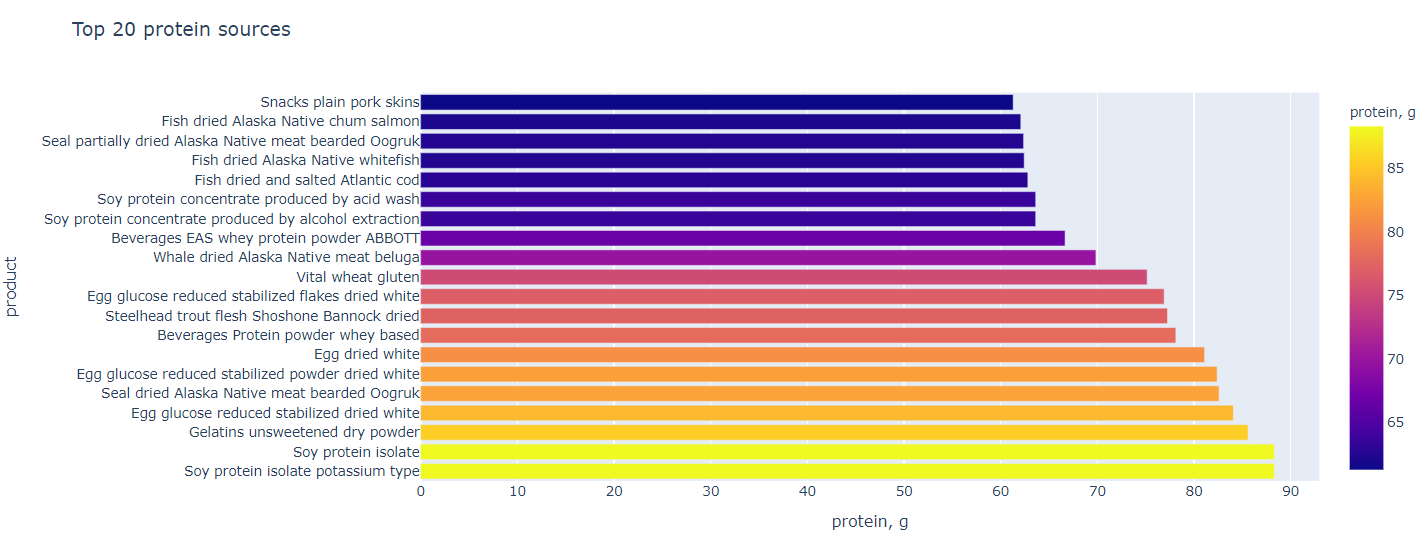 Top 20 protein sources
product
Snacks plain pork skins
Fish dried Alaska Native chum salmon
Seal partially dried Alaska Native meat bearded Oogruk
Fish dried Alaska Native whitefish
Fish dried and salted Atlantic cod
Soy protein concentrate produced by acid wash
Soy protein concentrate produced by alcohol extraction
Beverages EAS whey protein powder ABBOTT
Whale dried Alaska Native meat beluga
Vital wheat gluten
Egg glucose reduced stabilized flakes dried white
Steelhead trout flesh Shoshone Bannock dried
Beverages Protein powder whey based
Egg dried white
Egg glucose reduced stabilized powder dried white
Seal dried Alaska Native meat bearded Oogruk
Egg glucose reduced stabilized dried white
Gelatins unsweetened dry powder
Soy protein isolate
Soy protein isolate potassium type
0 10 20 30 40 50 60 70 80 90
protein, g
protein, g
85
80
75
70
65